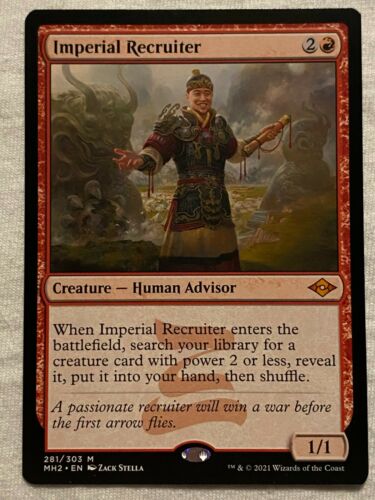 Imperial Recruiter 2
Creature — Human Advisor
When Imperial Recruiter enters the
battlefield, search your library for a
creature card with power 2 or less, reveal
it, put it into your hand, then shuffle.
A passionate recruiter will win a war before
the first arrow flies.
1/1
281/303 M
MH2 • EN Zack Stella
™ & © 2021 Wizards of the Coast